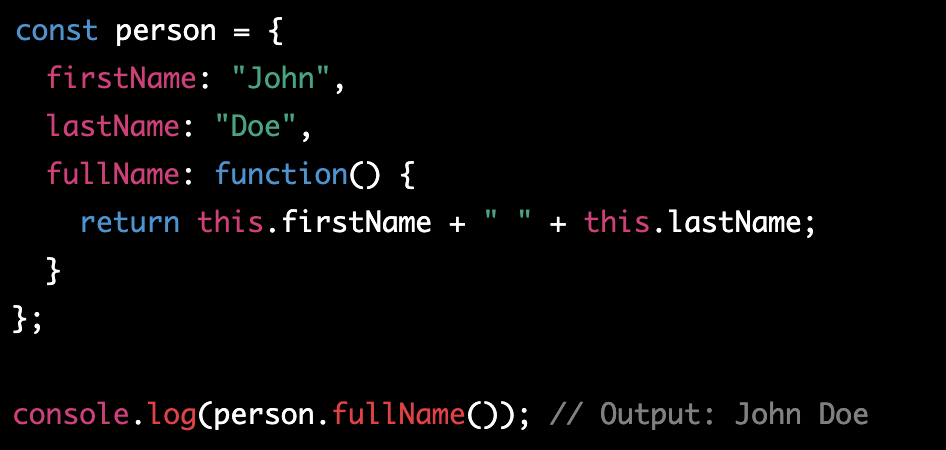 const person = {
  firstName: "John",
  lastName: "Doe",
  fullName: function() {
    return this.firstName + " " + this.lastName;
  }
};

console.log(person.fullName()); // Output: John Doe